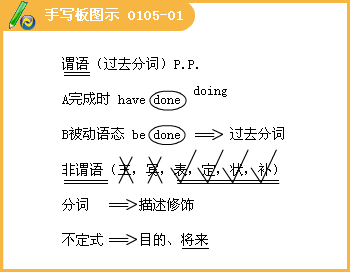 手写板图示 0105-01
谓语（过去分词）P.P.
A完成时 have done doing
B被动语态 be done ⟹ 过去分词
非谓语（主，宾，表，定，状，补）
分词 ⟹描述修饰
不定式⟹目的、将来